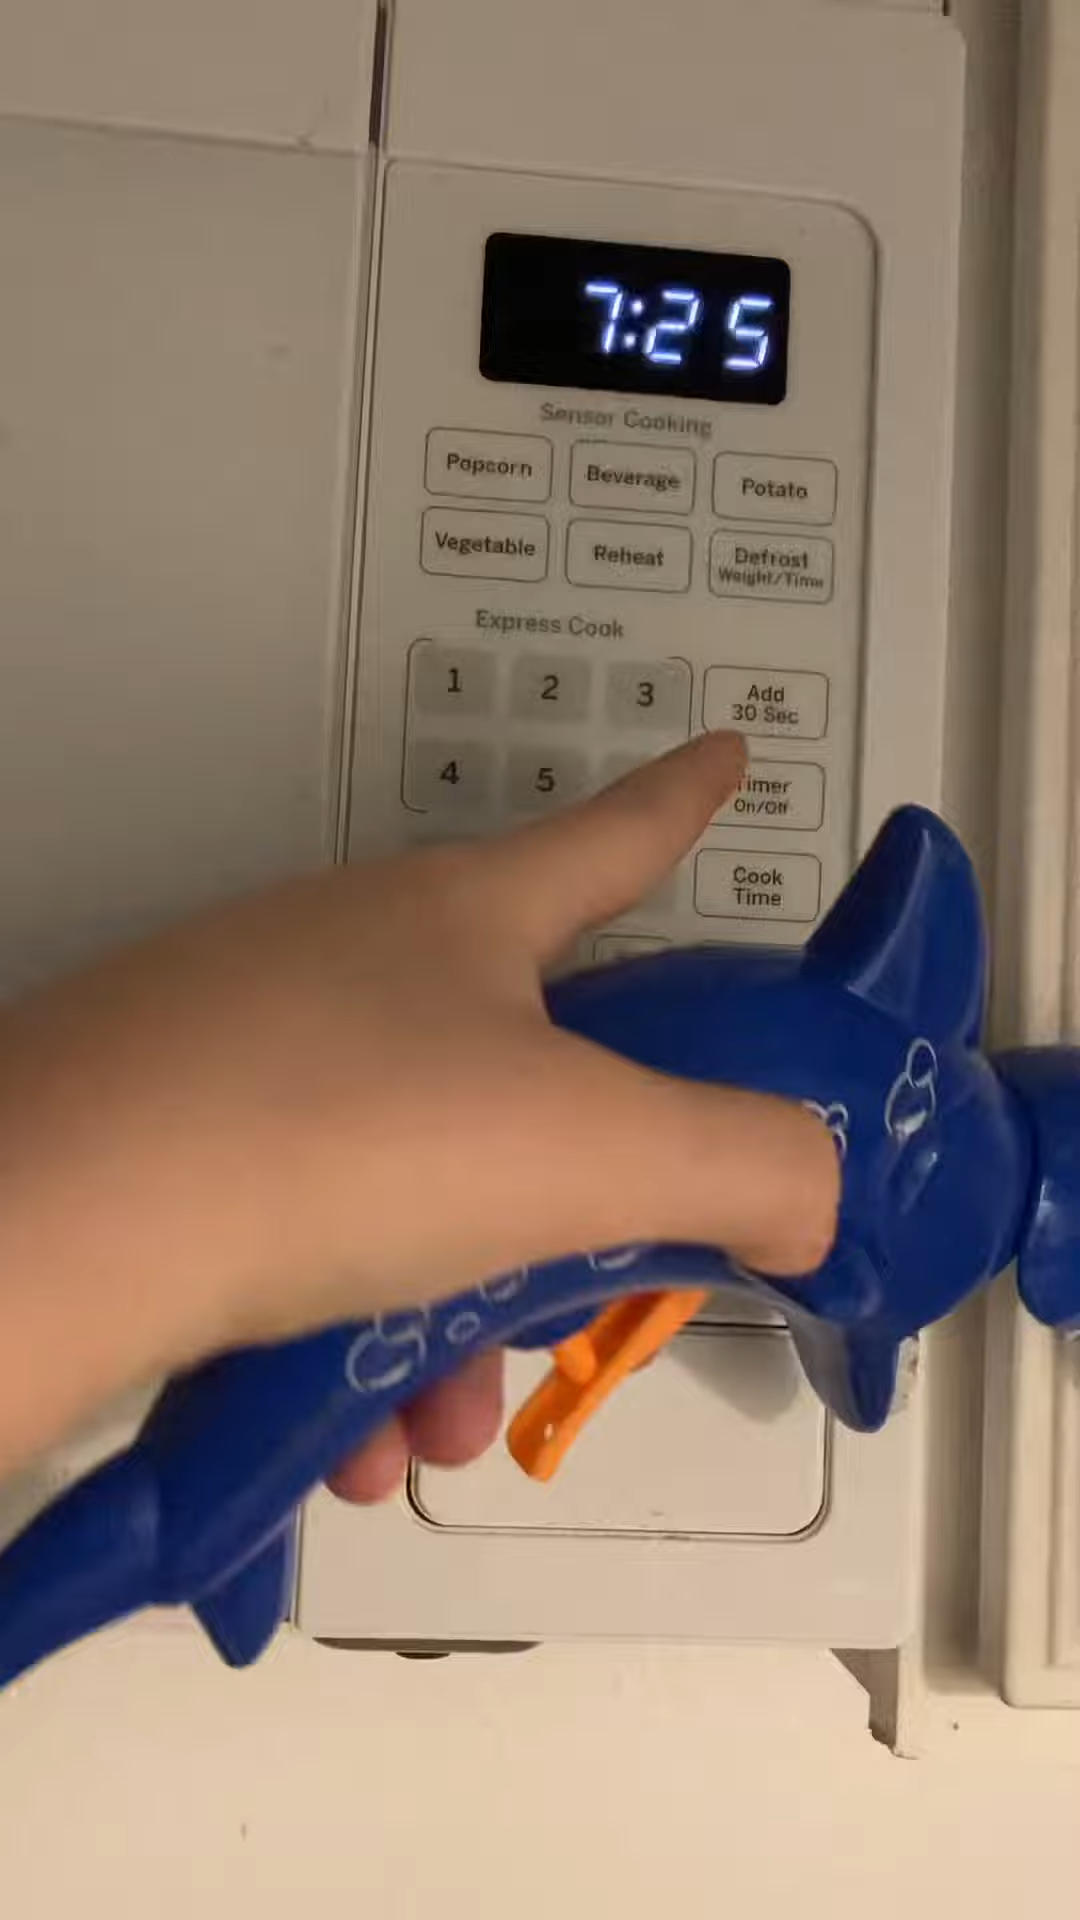 7:25
Sensor Cooking
Popcorn
Beverage
Potato
Vegetable
Reheat
Defrost
Weight/Time
Express Cook
1
2
3
Add
30 Sec
4
5
Timer
On/Off
Cook
Time